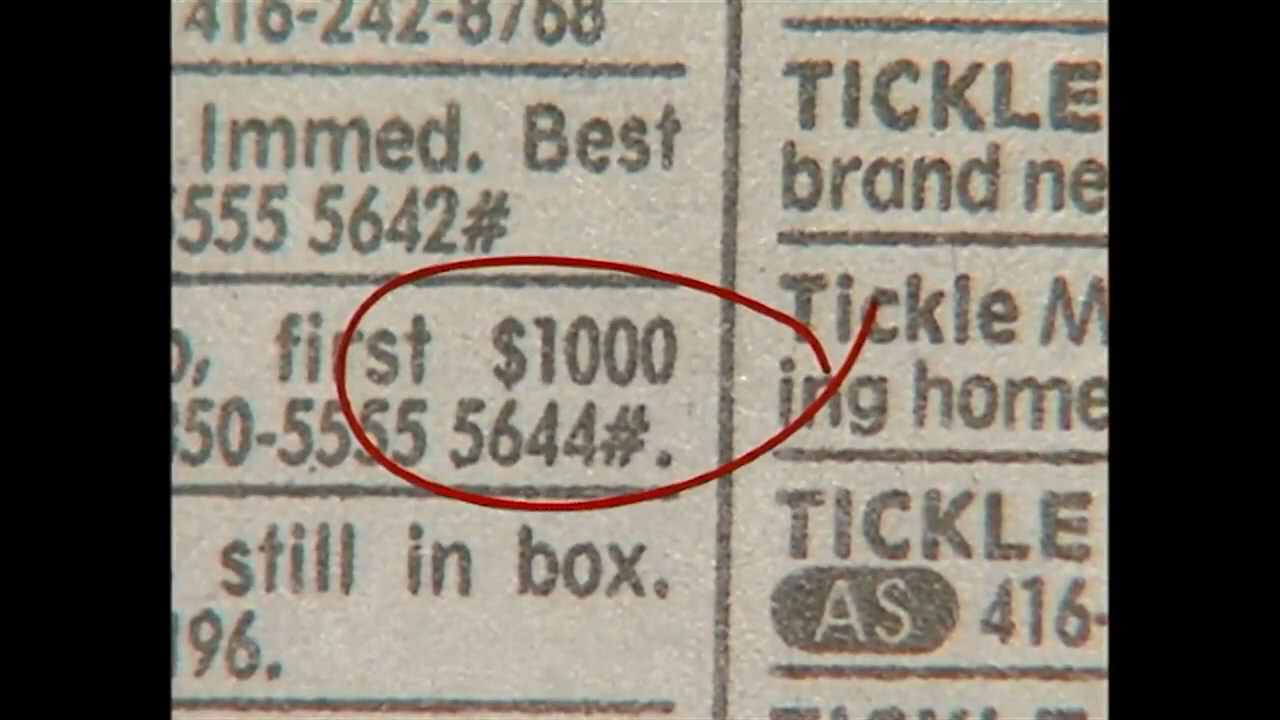 416-242-8768
Immed. Best
555 5642#
first $1000
50-5555 5644#.
still in box.
96.
TICKLE
brand ne
Tickle M
ing home
TICKLE
AS 416-
TICKLE